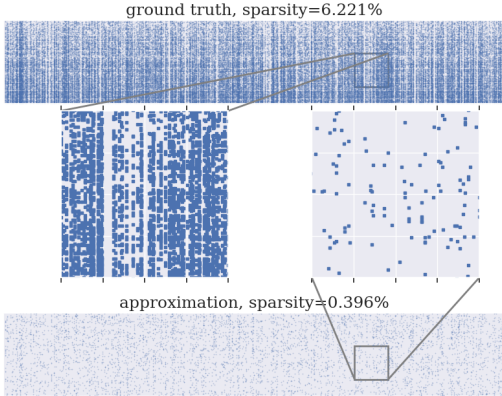 ground truth, sparsity=6.221%
approximation, sparsity=0.396%